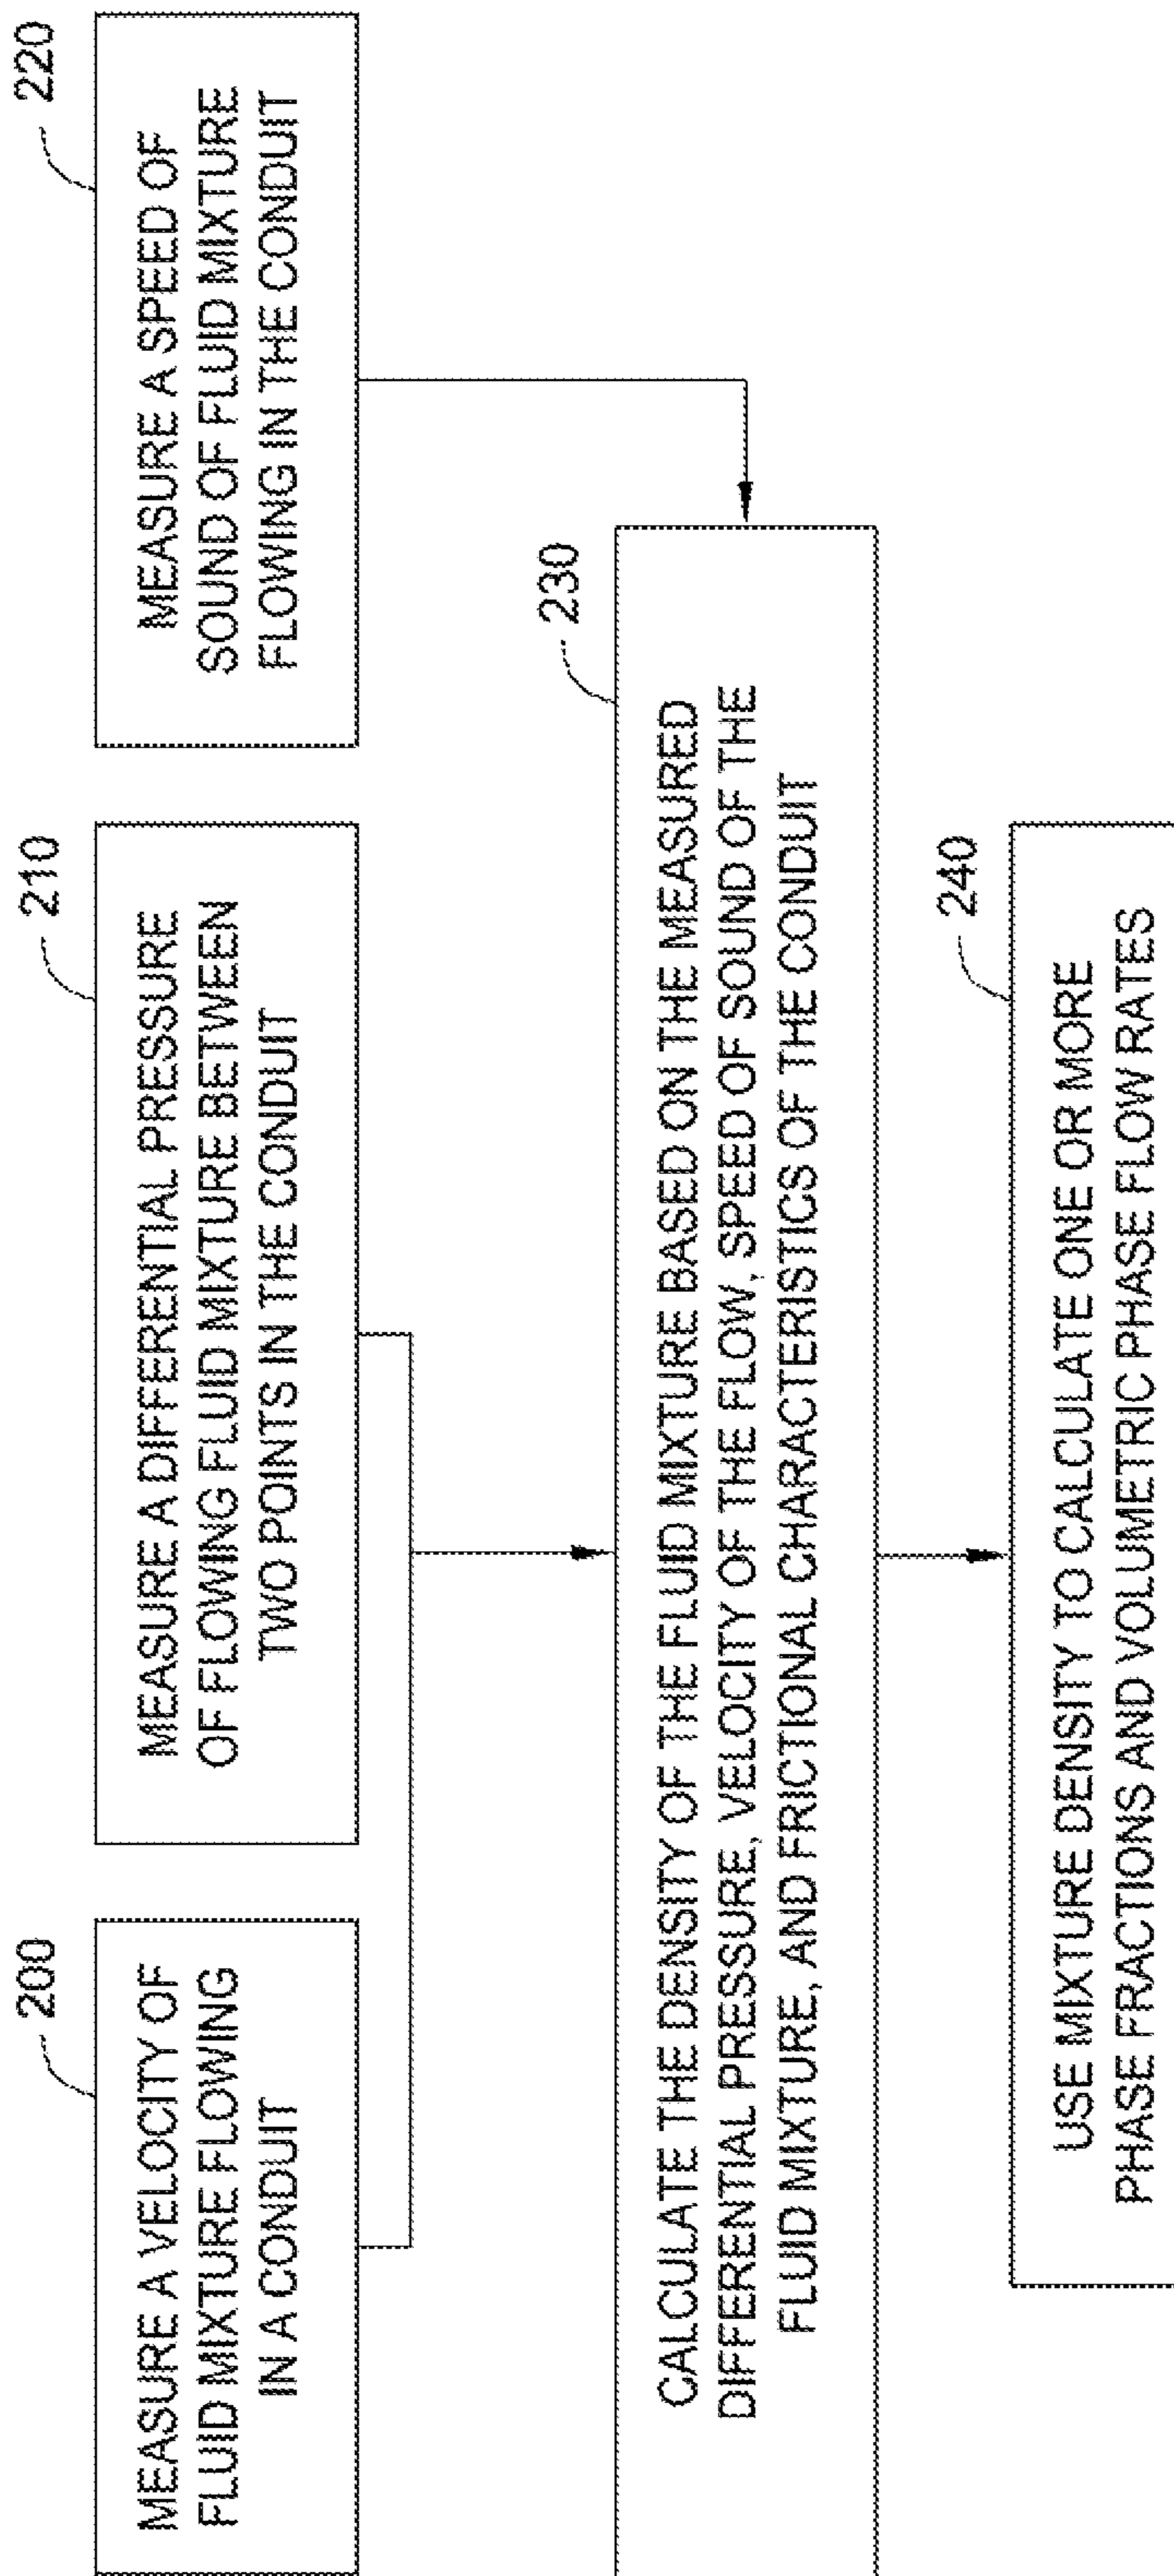 200
MEASURE A VELOCITY OF
FLUID MIXTURE FLOWING
IN A CONDUIT
210
MEASURE A DIFFERENTIAL PRESSURE
OF FLOWING FLUID MIXTURE BETWEEN
TWO POINTS IN THE CONDUIT
220
MEASURE A SPEED OF
SOUND OF FLUID MIXTURE
FLOWING IN THE CONDUIT
230
CALCULATE THE DENSITY OF THE FLUID MIXTURE BASED ON THE MEASURED
DIFFERENTIAL PRESSURE, VELOCITY OF THE FLOW, SPEED OF SOUND OF THE
FLUID MIXTURE, AND FRICTIONAL CHARACTERISTICS OF THE CONDUIT
240
USE MIXTURE DENSITY TO CALCULATE ONE OR MORE
PHASE FRACTIONS AND VOLUMETRIC PHASE FLOW RATES